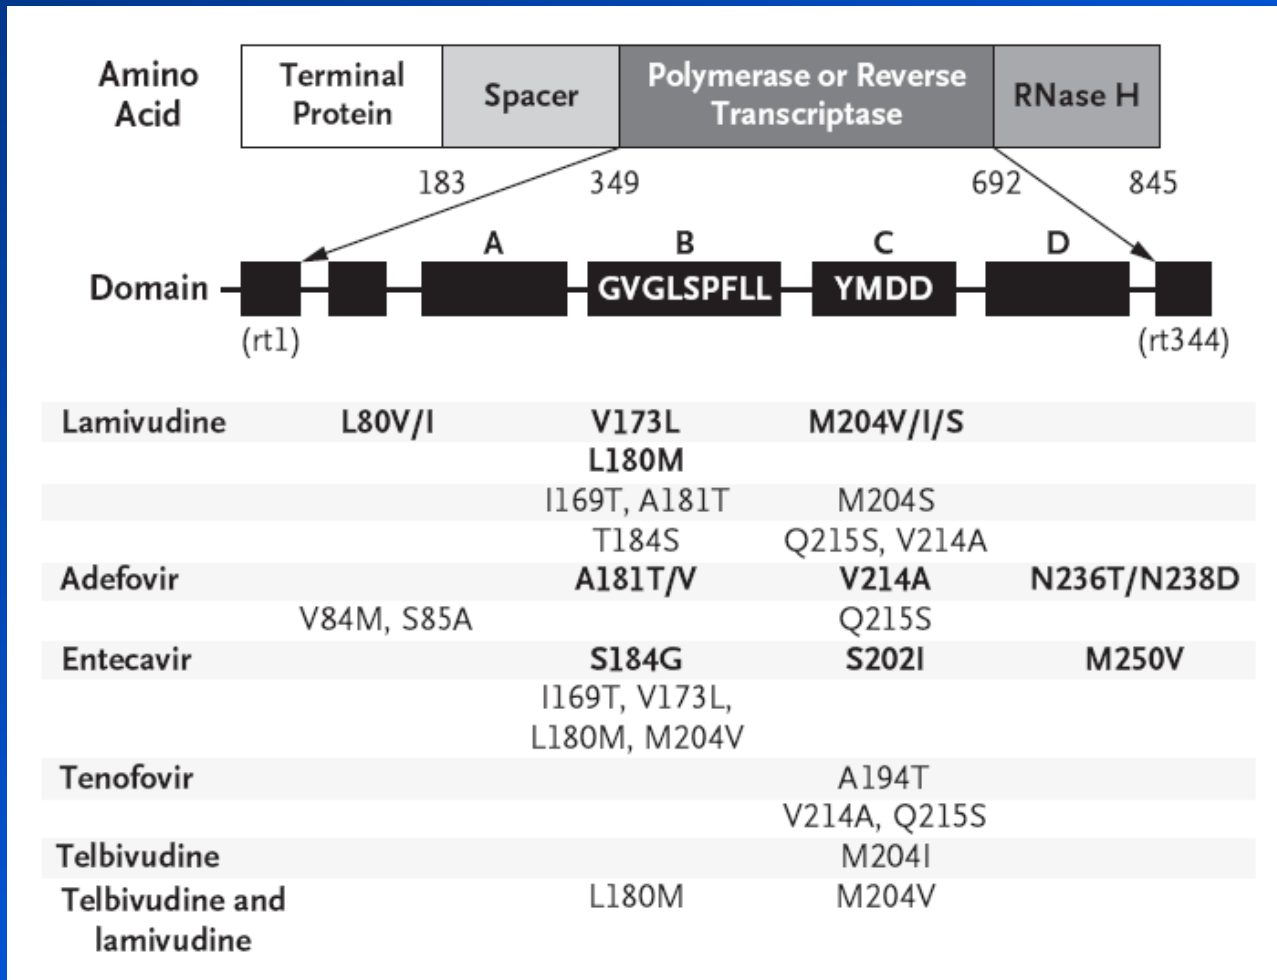 Amino Acid
Terminal Protein
Spacer
Polymerase or Reverse Transcriptase
RNase H
183 349 692 845
A B C D
Domain GVGLSPFLL YMDD
(rt1) (rt344)
Lamivudine L80V/I V173L M204V/I/S
L180M
I169T, A181T M204S
T184S Q215S, V214A
Adefovir A181T/V V214A N236T/N238D
V84M, S85A Q215S
Entecavir S184G S202I M250V
I169T, V173L,
L180M, M204V
Tenofovir A194T
V214A, Q215S
Telbivudine M204I
Telbivudine and L180M M204V
lamivudine